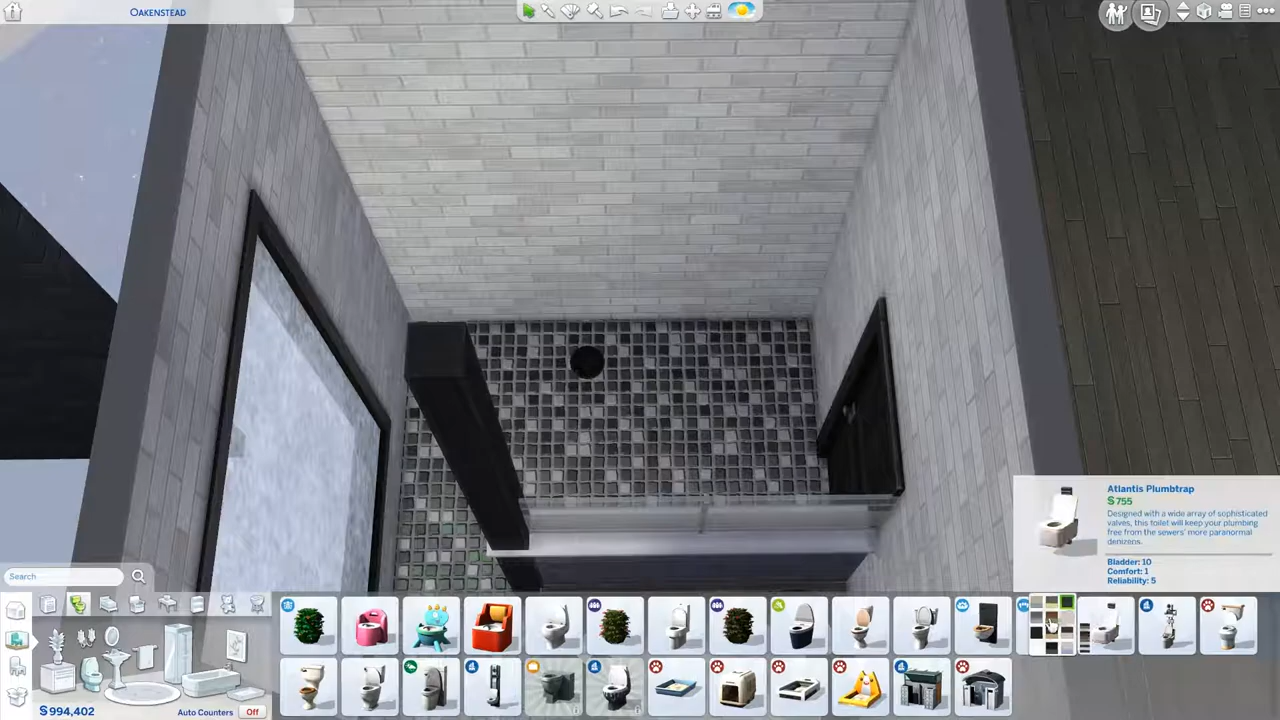 OAKENSTEAD
Atlantis Plumbtrap
§755
Designed with a wide array of sophisticated
valves, this toilet will keep your plumbing
free from the sewers' more paranormal
denizens.
Bladder: 10
Comfort: 1
Reliability: 5
Search
§994,402
Auto Counters
Off